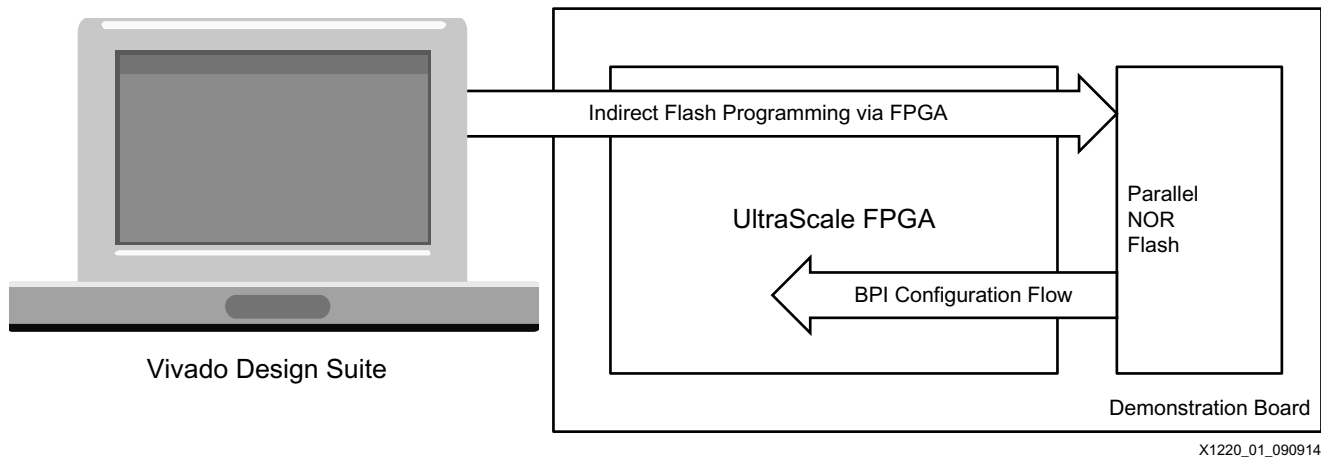 Indirect Flash Programming via FPGA
Parallel
NOR
Flash
UltraScale FPGA
BPI Configuration Flow
Vivado Design Suite
Demonstration Board
X1220_01_090914